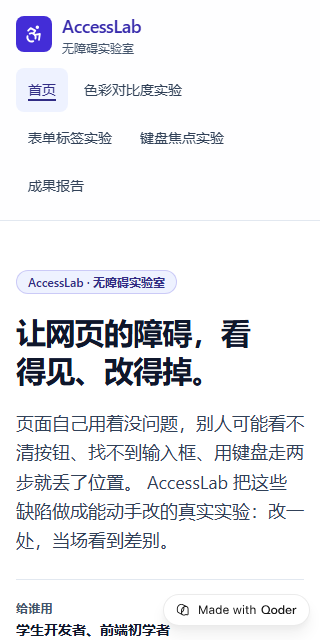 AccessLab
无障碍实验室
首页
色彩对比度实验
表单标签实验
键盘焦点实验
成果报告
AccessLab · 无障碍实验室
让网页的障碍，看
得见、改得掉。
页面自己用着没问题，别人可能看不
清按钮、找不到输入框、用键盘走两
步就丢了位置。 AccessLab 把这些
缺陷做成能动手改的真实实验：改一
处，当场看到差别。
给谁用
学生开发者、前端初学者
Made with Qoder